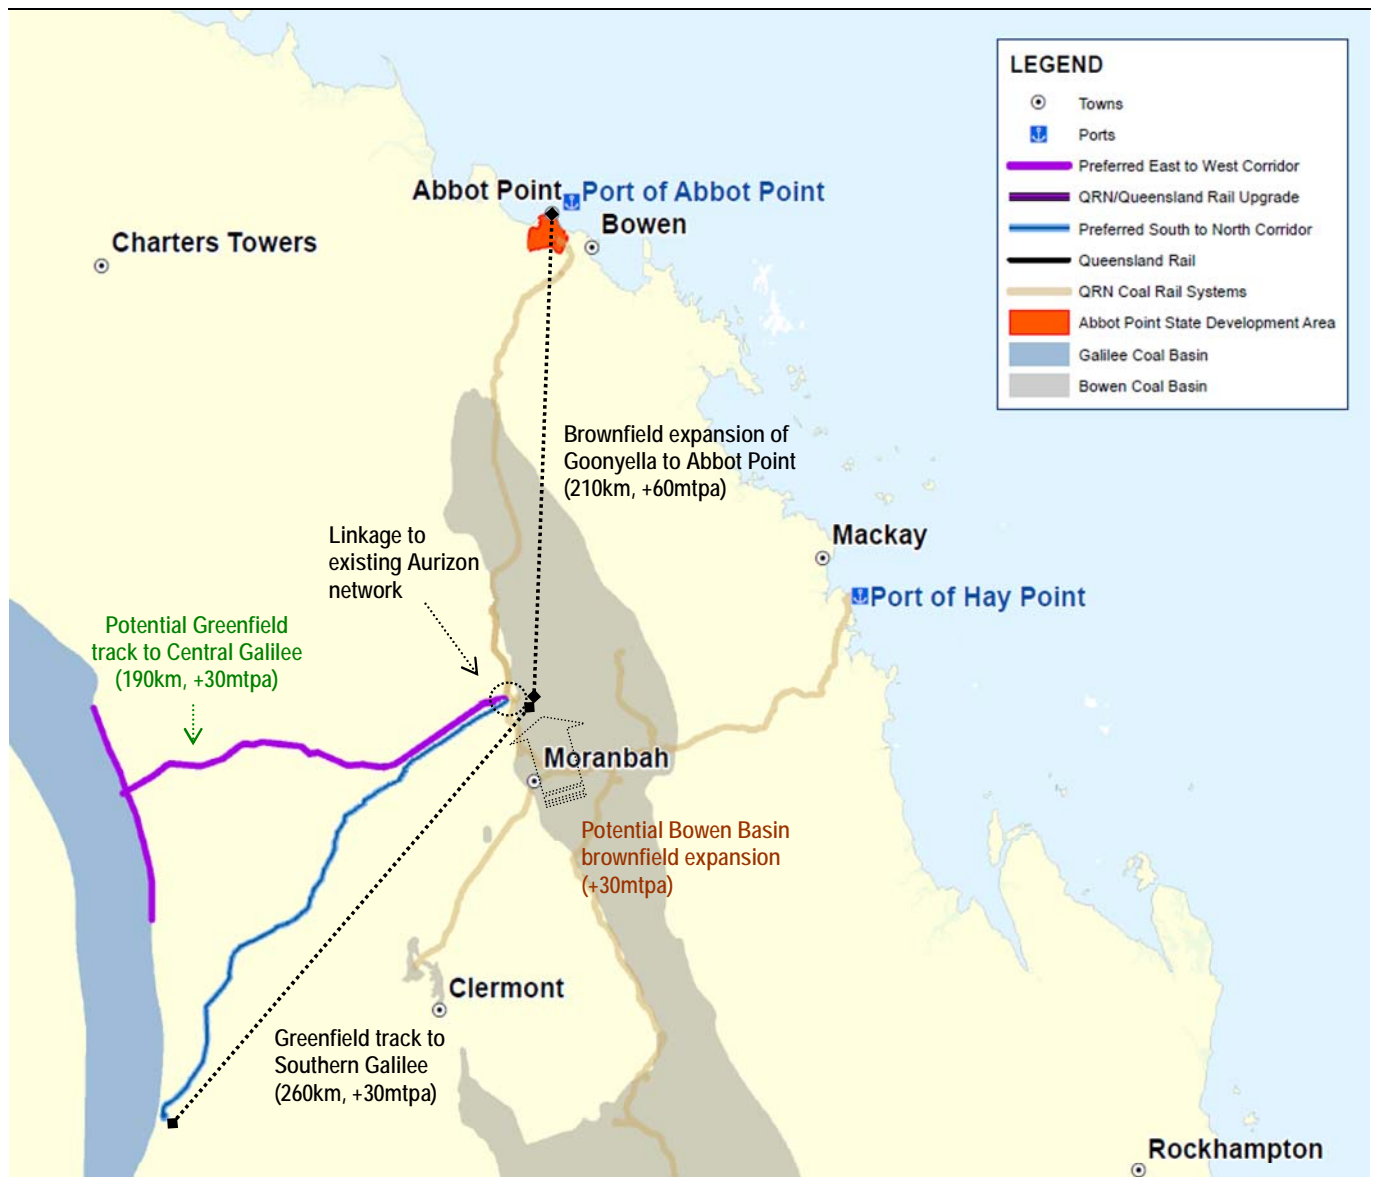 LEGEND
Towns
Ports
Preferred East to West Corridor
QRN/Queensland Rail Upgrade
Preferred South to North Corridor
Queensland Rail
QRN Coal Rail Systems
Abbot Point State Development Area
Galilee Coal Basin
Bowen Coal Basin
Abbot Point
Port of Abbot Point
Bowen
Charters Towers
Brownfield expansion of
Goonyella to Abbot Point
(210km, +60mtpa)
Linkage to
existing Aurizon
network
Mackay
Port of Hay Point
Potential Greenfield
track to Central Galilee
(190km, +30mtpa)
Moranbah
Potential Bowen Basin
brownfield expansion
(+30mtpa)
Clermont
Greenfield track to
Southern Galilee
(260km, +30mtpa)
Rockhampton